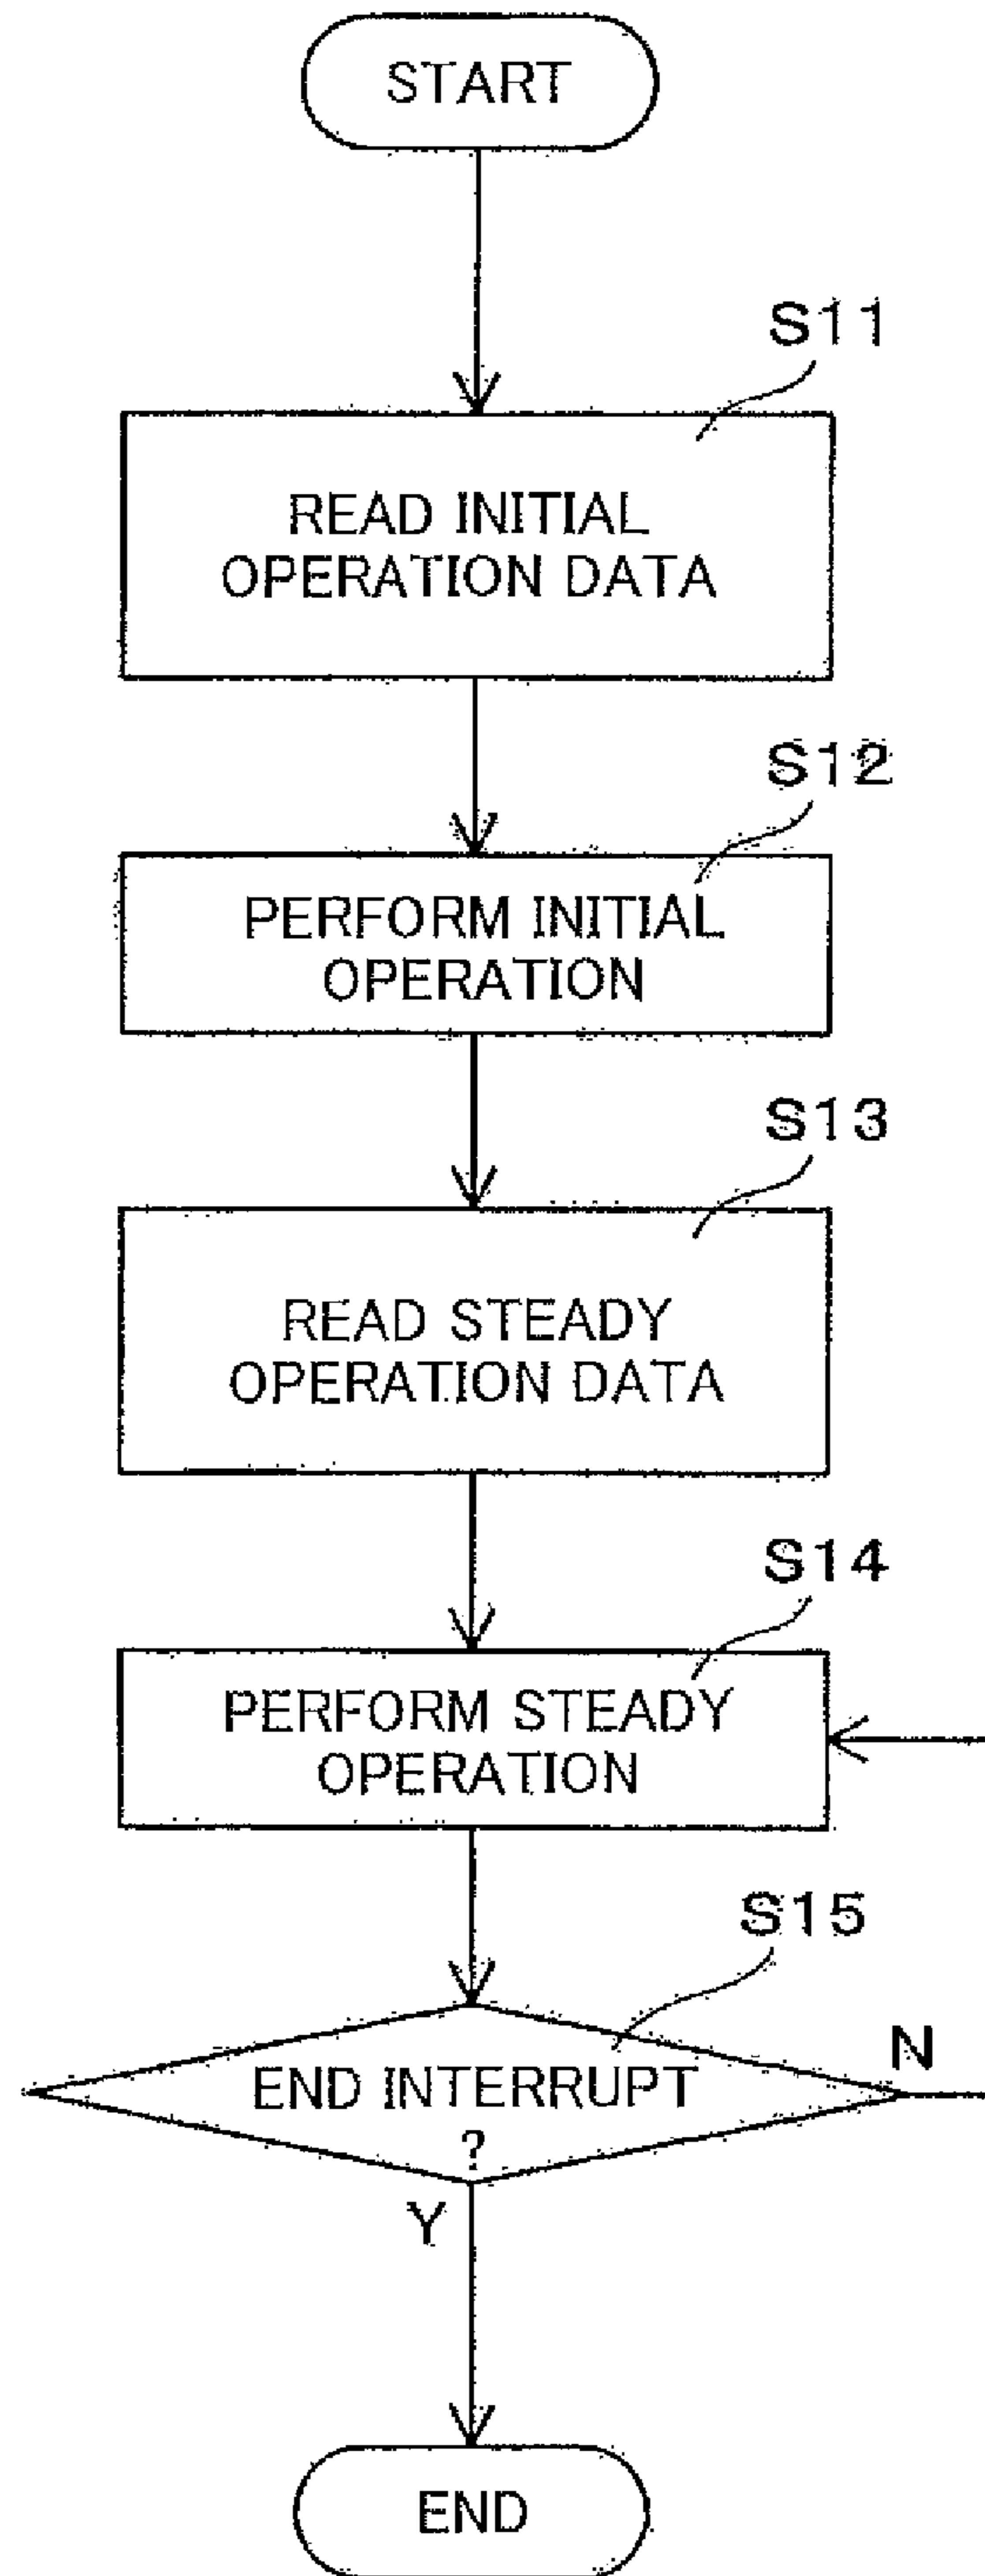 START
S11
READ INITIAL
OPERATION DATA
S12
PERFORM INITIAL
OPERATION
S13
READ STEADY
OPERATION DATA
S14
PERFORM STEADY
OPERATION
S15
END INTERRUPT
?
N
Y
END